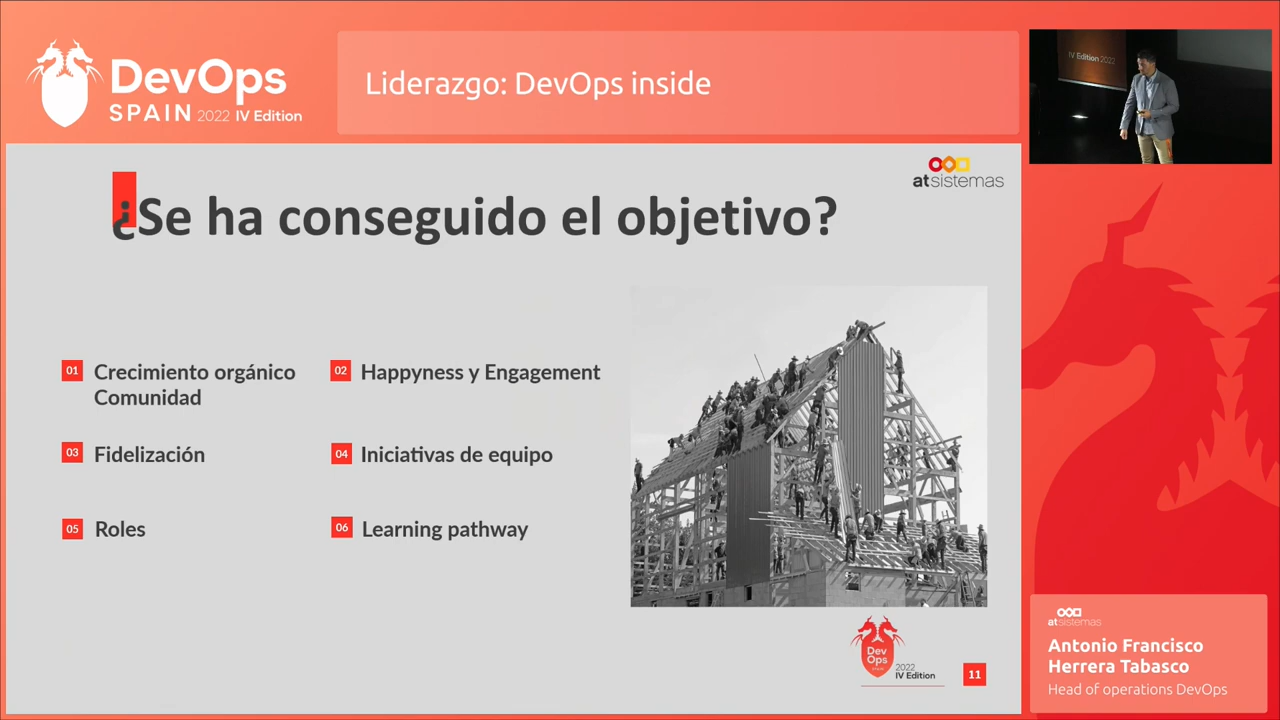 DevOps
SPAIN 2022 IV Edition
Liderazgo: DevOps inside
IV Edition 2022
atsistemas
¿Se ha conseguido el objetivo?
01 Crecimiento orgánico
Comunidad
02 Happyness y Engagement
03 Fidelización
04 Iniciativas de equipo
05 Roles
06 Learning pathway
Dev
Ops
SPAIN
2022
IV Edition
11
atsistemas
Antonio Francisco
Herrera Tabasco
Head of operations DevOps